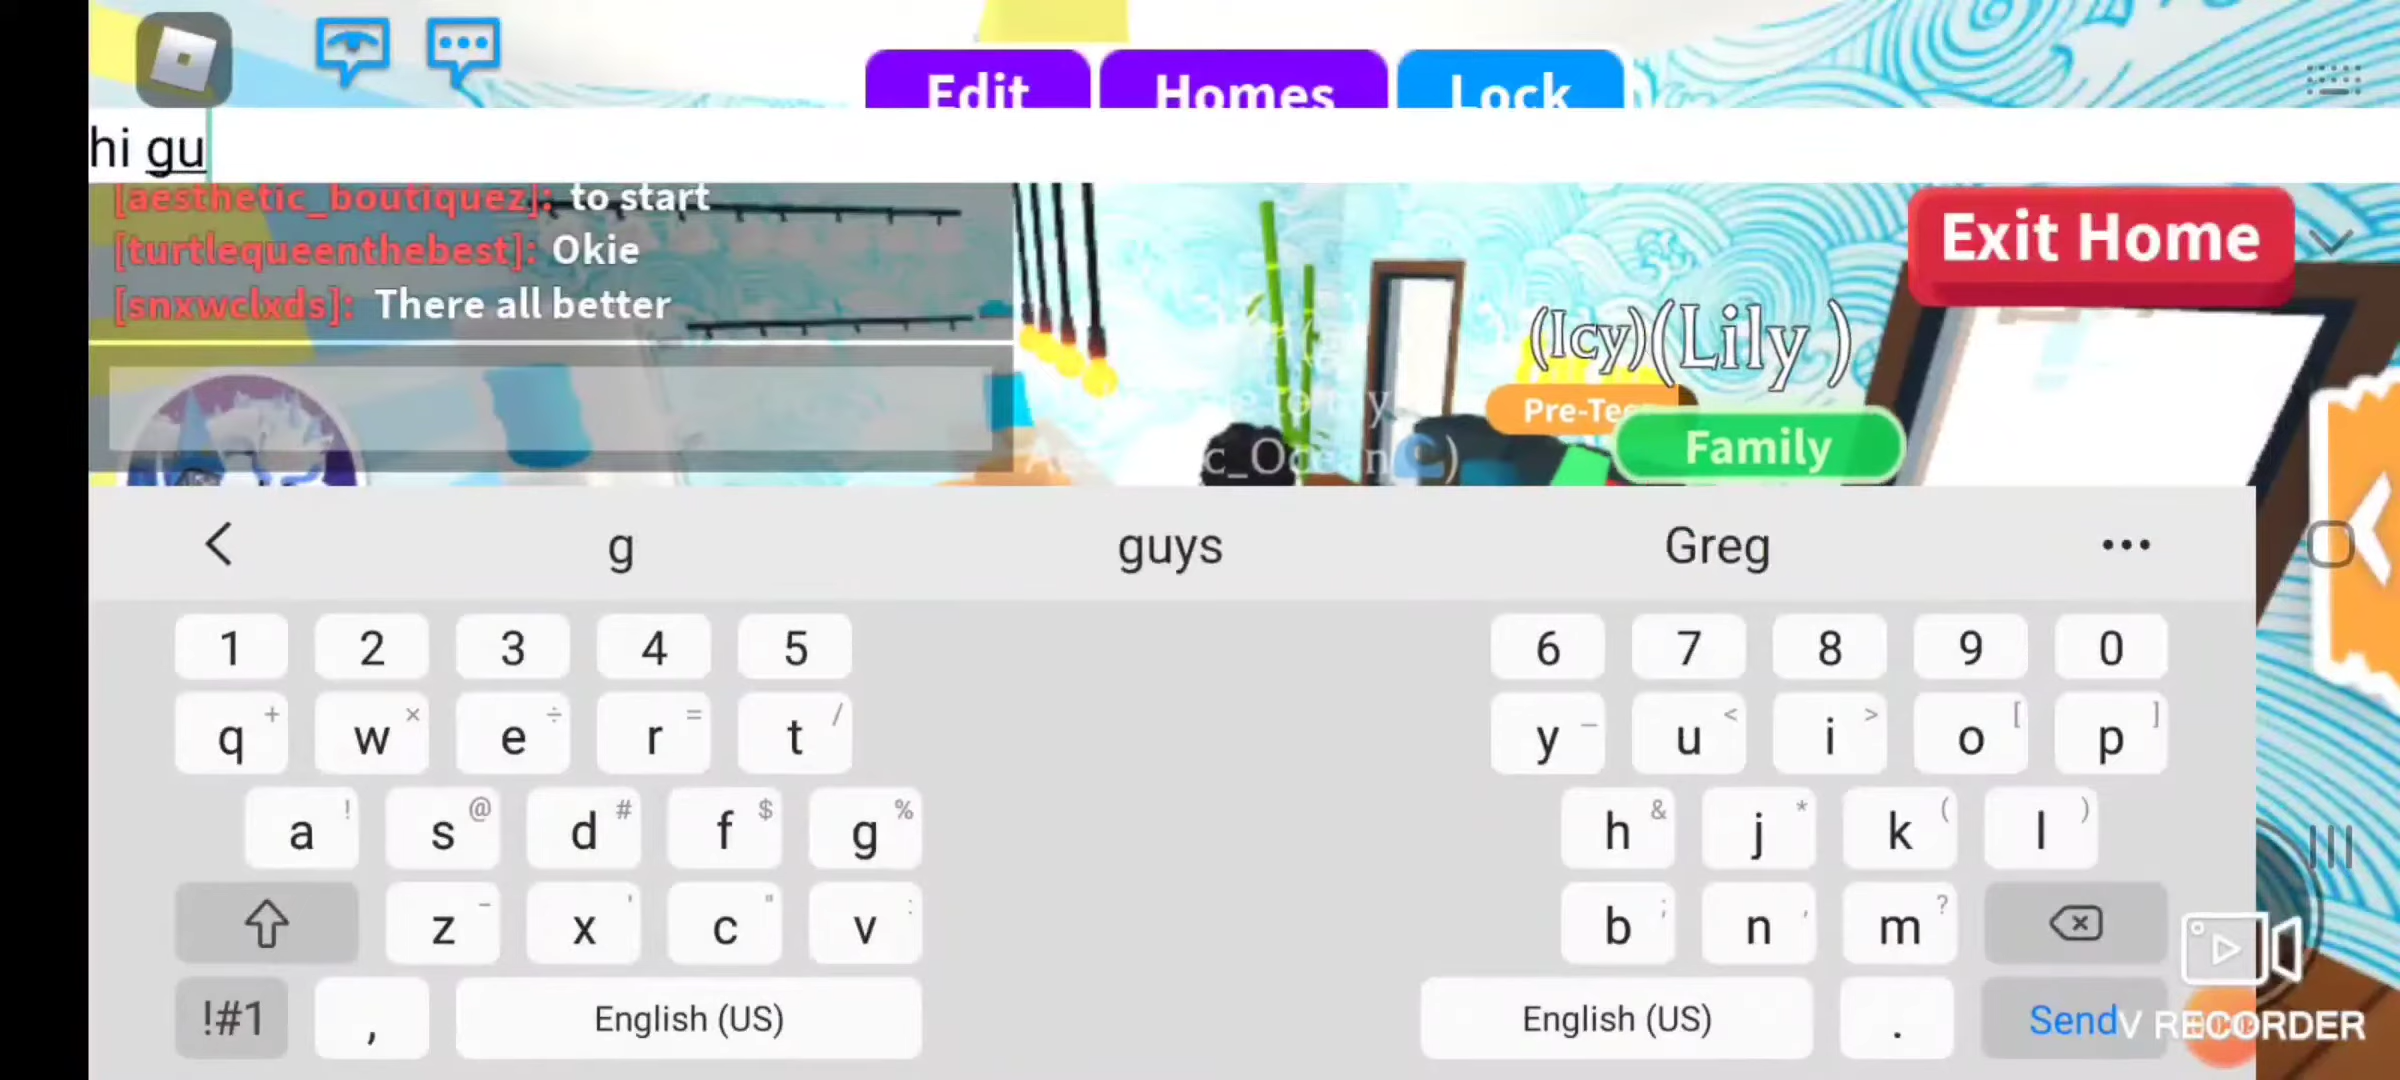 Edit Homes Lock
hi gu
[aesthetic_boutiquez]: to start
[turtlequeenthebest]: Okie
[snxwclxds]: There all better
Exit Home
(Icy)(Lily )
Family
g guys Greg
1 2 3 4 5 6 7 8 9 0
q + w × e ÷ r = t / y _ u < i > o [ p ]
a ! s @ d # f $ g % h & j * k ( l )
z - x ' c " v : b ; n , m ?
!#1 , English (US) English (US) . Send
V RECORDER